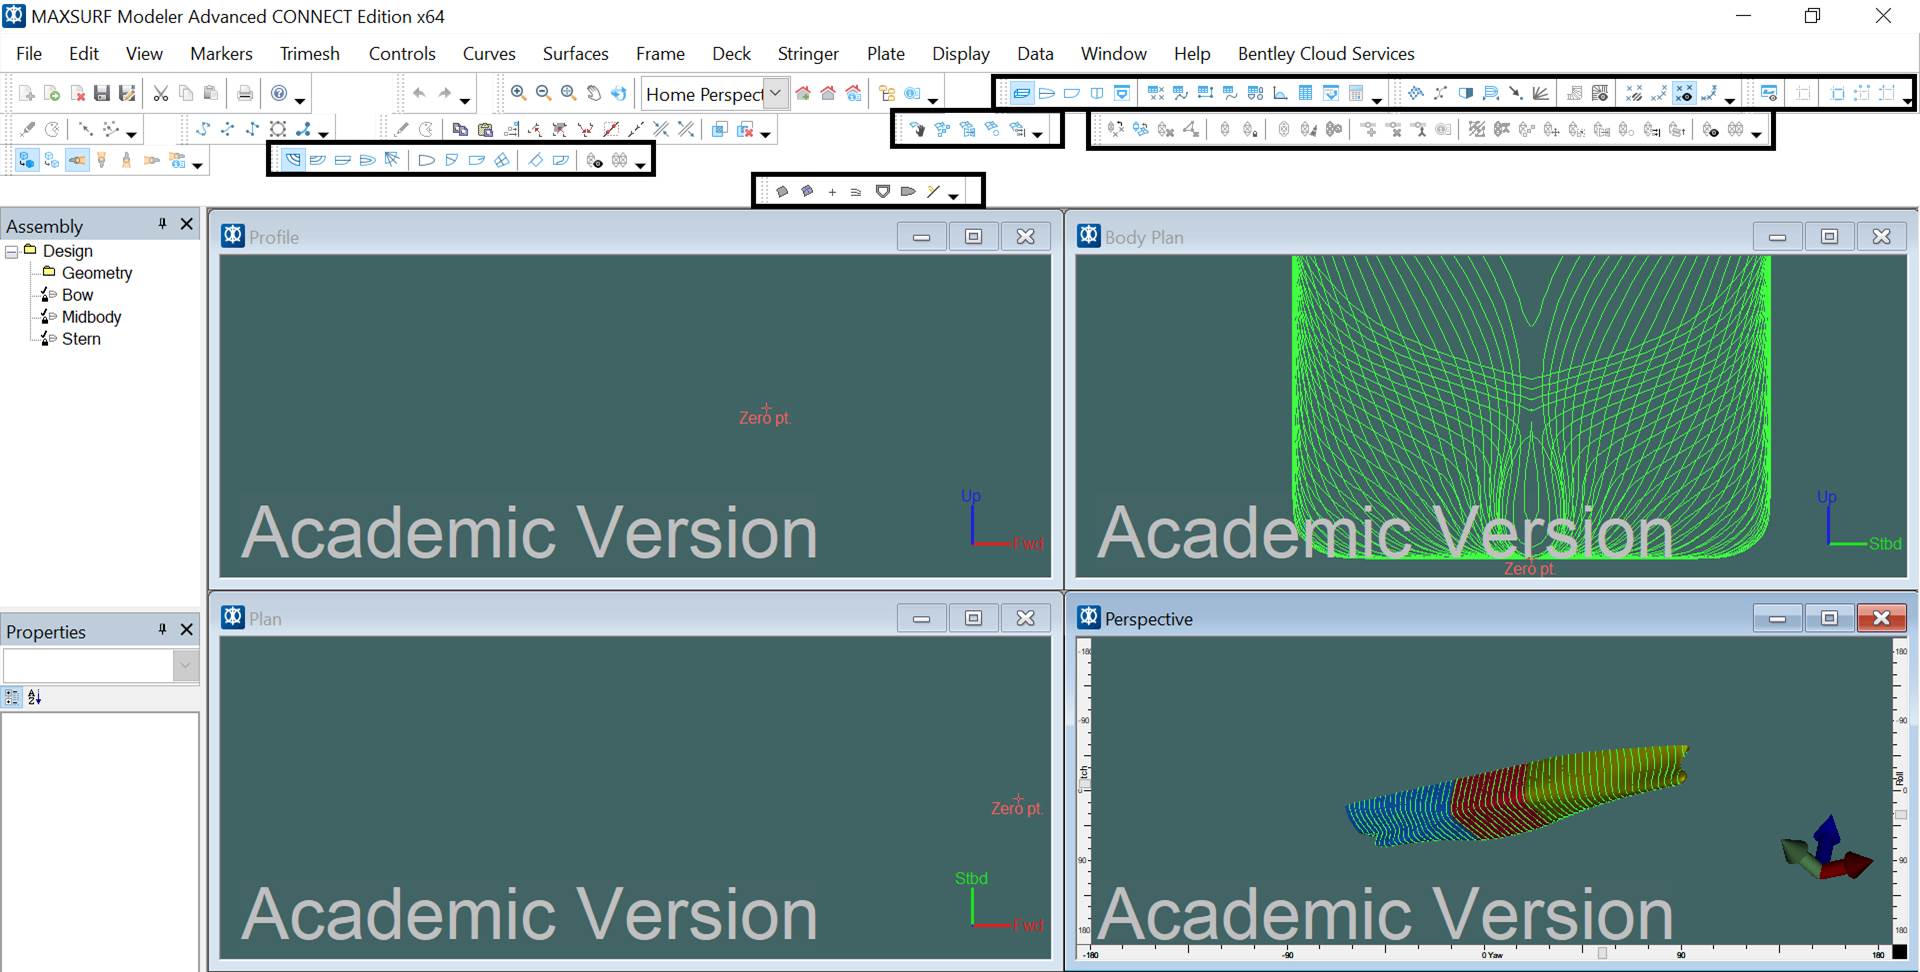 MAXSURF Modeler Advanced CONNECT Edition x64
File Edit View Markers Trimesh Controls Curves Surfaces Frame Deck Stringer Plate Display Data Window Help Bentley Cloud Services
Home Perspect
Assembly
Design
Geometry
Bow
Midbody
Stern
Properties
Profile
Zero pt.
Up
Fwd
Academic Version
Body Plan
Up
Stbd
Zero pt.
Academic Version
Plan
Zero pt.
Stbd
Fwd
Academic Version
Perspective
-180
-180
-90
-90
tch
Roll
0
90
90
180
180
Academic Version
-180 -90 0 Yaw 90 180